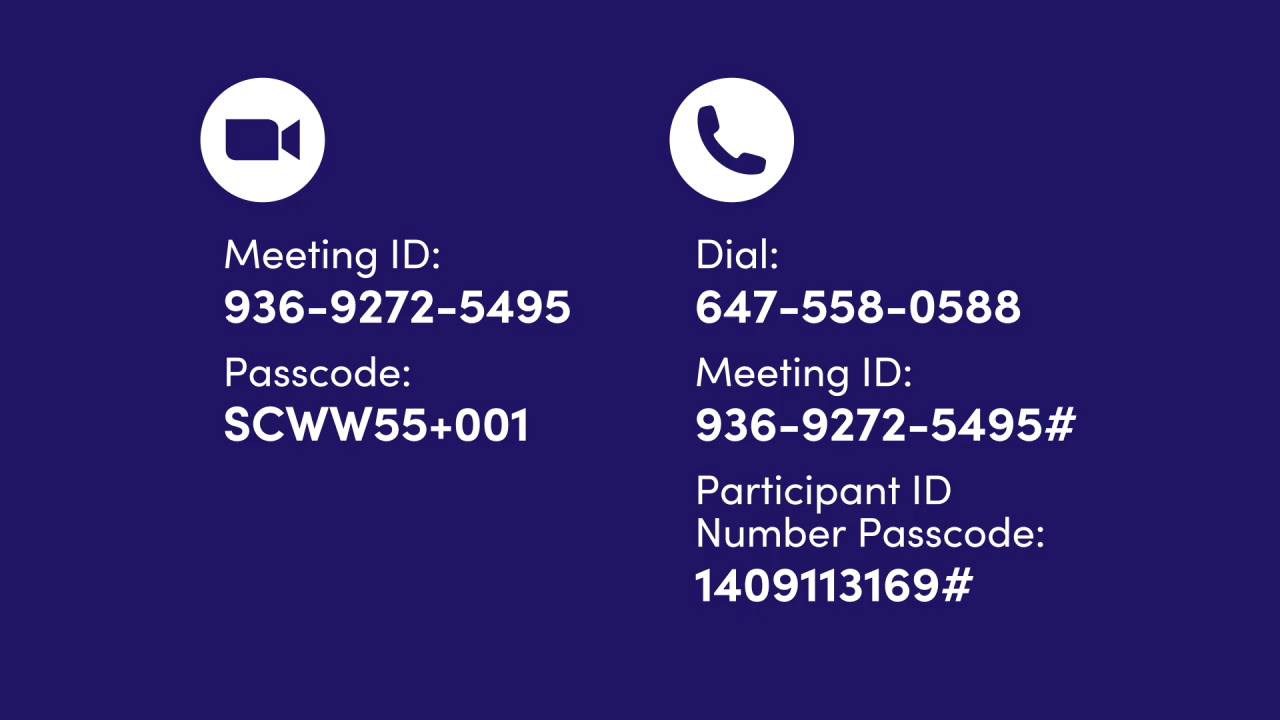 Meeting ID:
936-9272-5495
Passcode:
SCWW55+001
Dial:
647-558-0588
Meeting ID:
936-9272-5495#
Participant ID
Number Passcode:
1409113169#